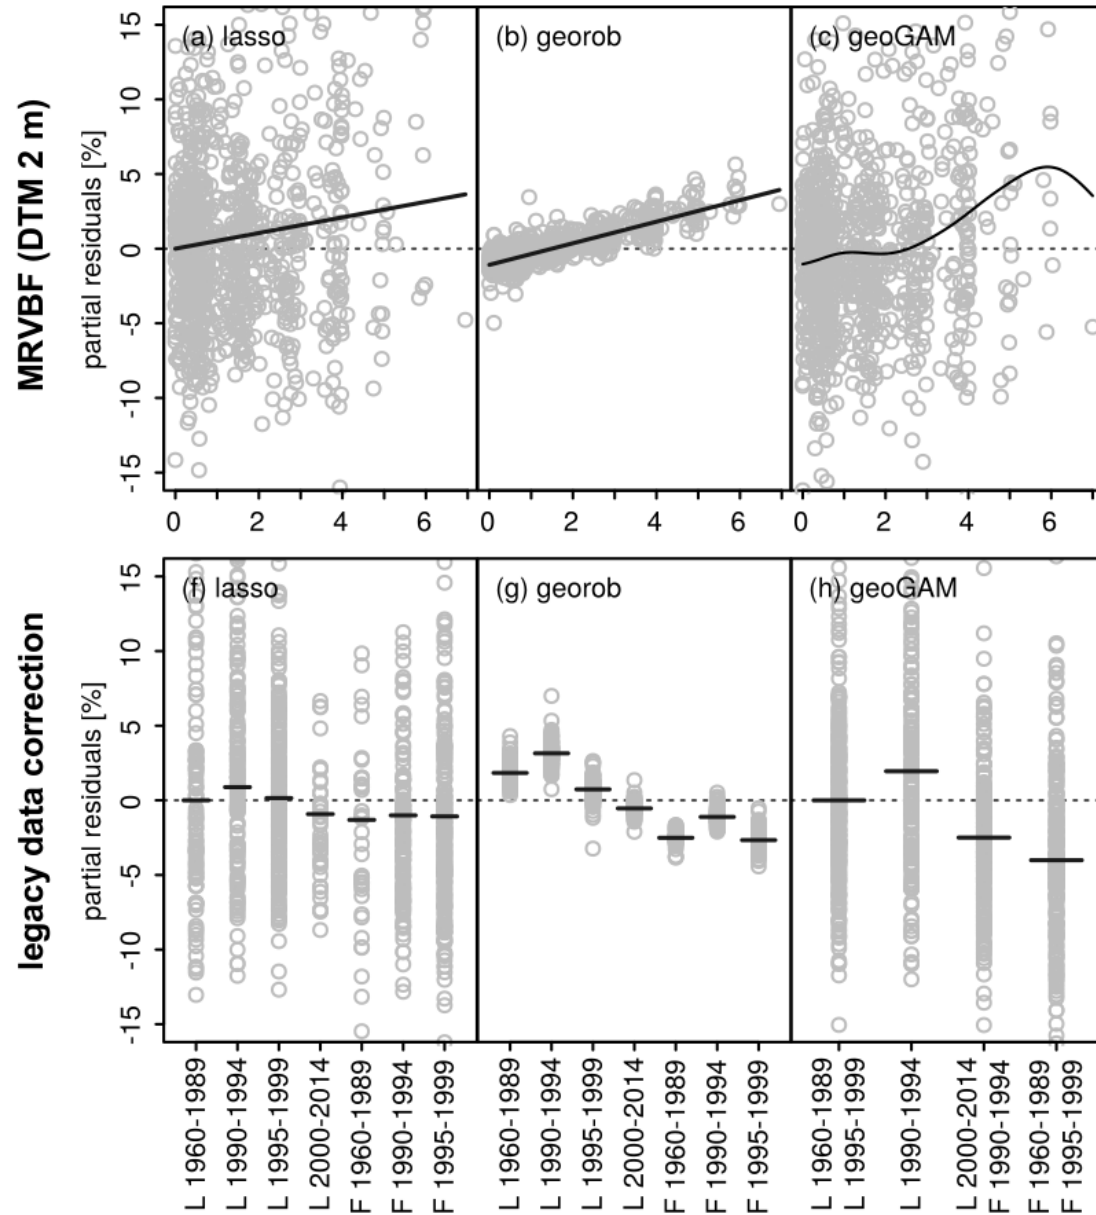 MRVBF (DTM 2 m)
partial residuals [%]
15
10
5
0
-5
-10
-15
(a) lasso
(b) georob
(c) geoGAM
0 2 4 6
0 2 4 6
0 2 4 6
legacy data correction
partial residuals [%]
15
10
5
0
-5
-10
-15
(f) lasso
(g) georob
(h) geoGAM
L 1960-1989
L 1990-1994
L 1995-1999
L 2000-2014
F 1960-1989
F 1990-1994
F 1995-1999
L 1960-1989
L 1990-1994
L 1995-1999
L 2000-2014
F 1960-1989
F 1990-1994
F 1995-1999
L 1960-1989
L 1995-1999
L 1990-1994
L 2000-2014
F 1990-1994
F 1960-1989
F 1995-1999